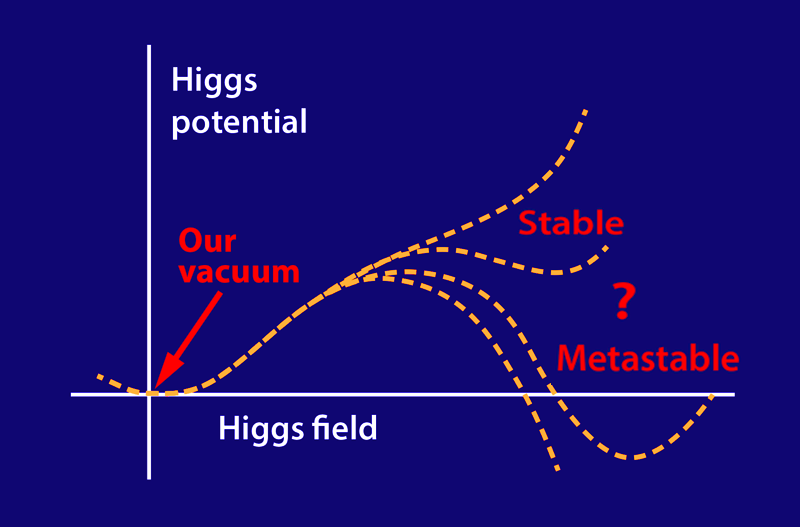 Higgs
potential
Our
vacuum
Stable
?
Metastable
Higgs field